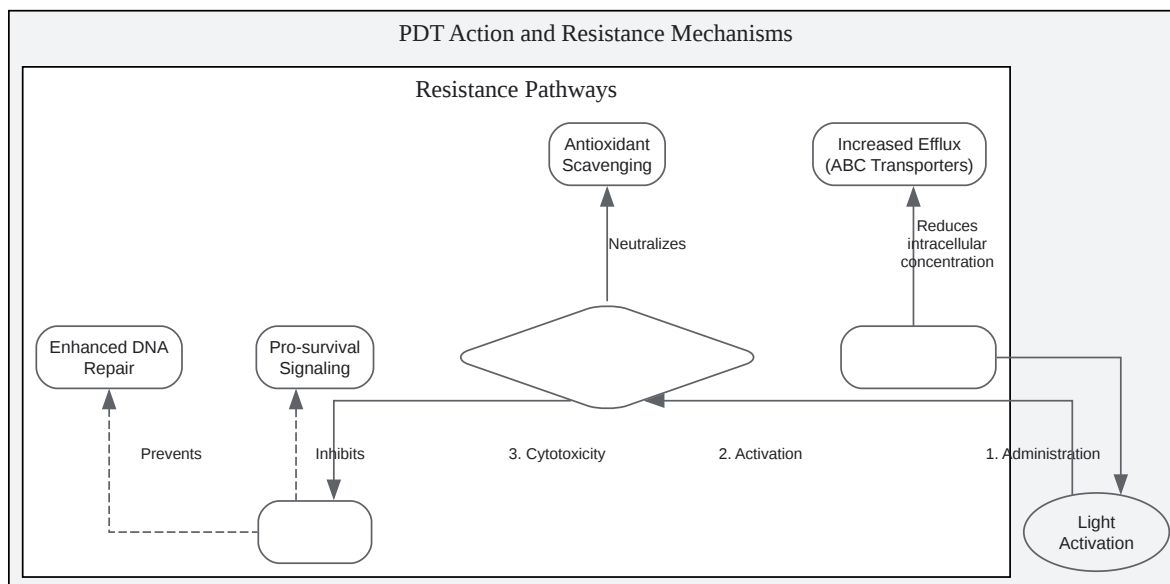 PDT Action and Resistance Mechanisms
Resistance Pathways
Antioxidant
Scavenging
Increased Efflux
(ABC Transporters)
Neutralizes
Reduces
intracellular
concentration
Enhanced DNA
Repair
Pro-survival
Signaling
Prevents
Inhibits
3. Cytotoxicity
2. Activation
1. Administration
Light
Activation